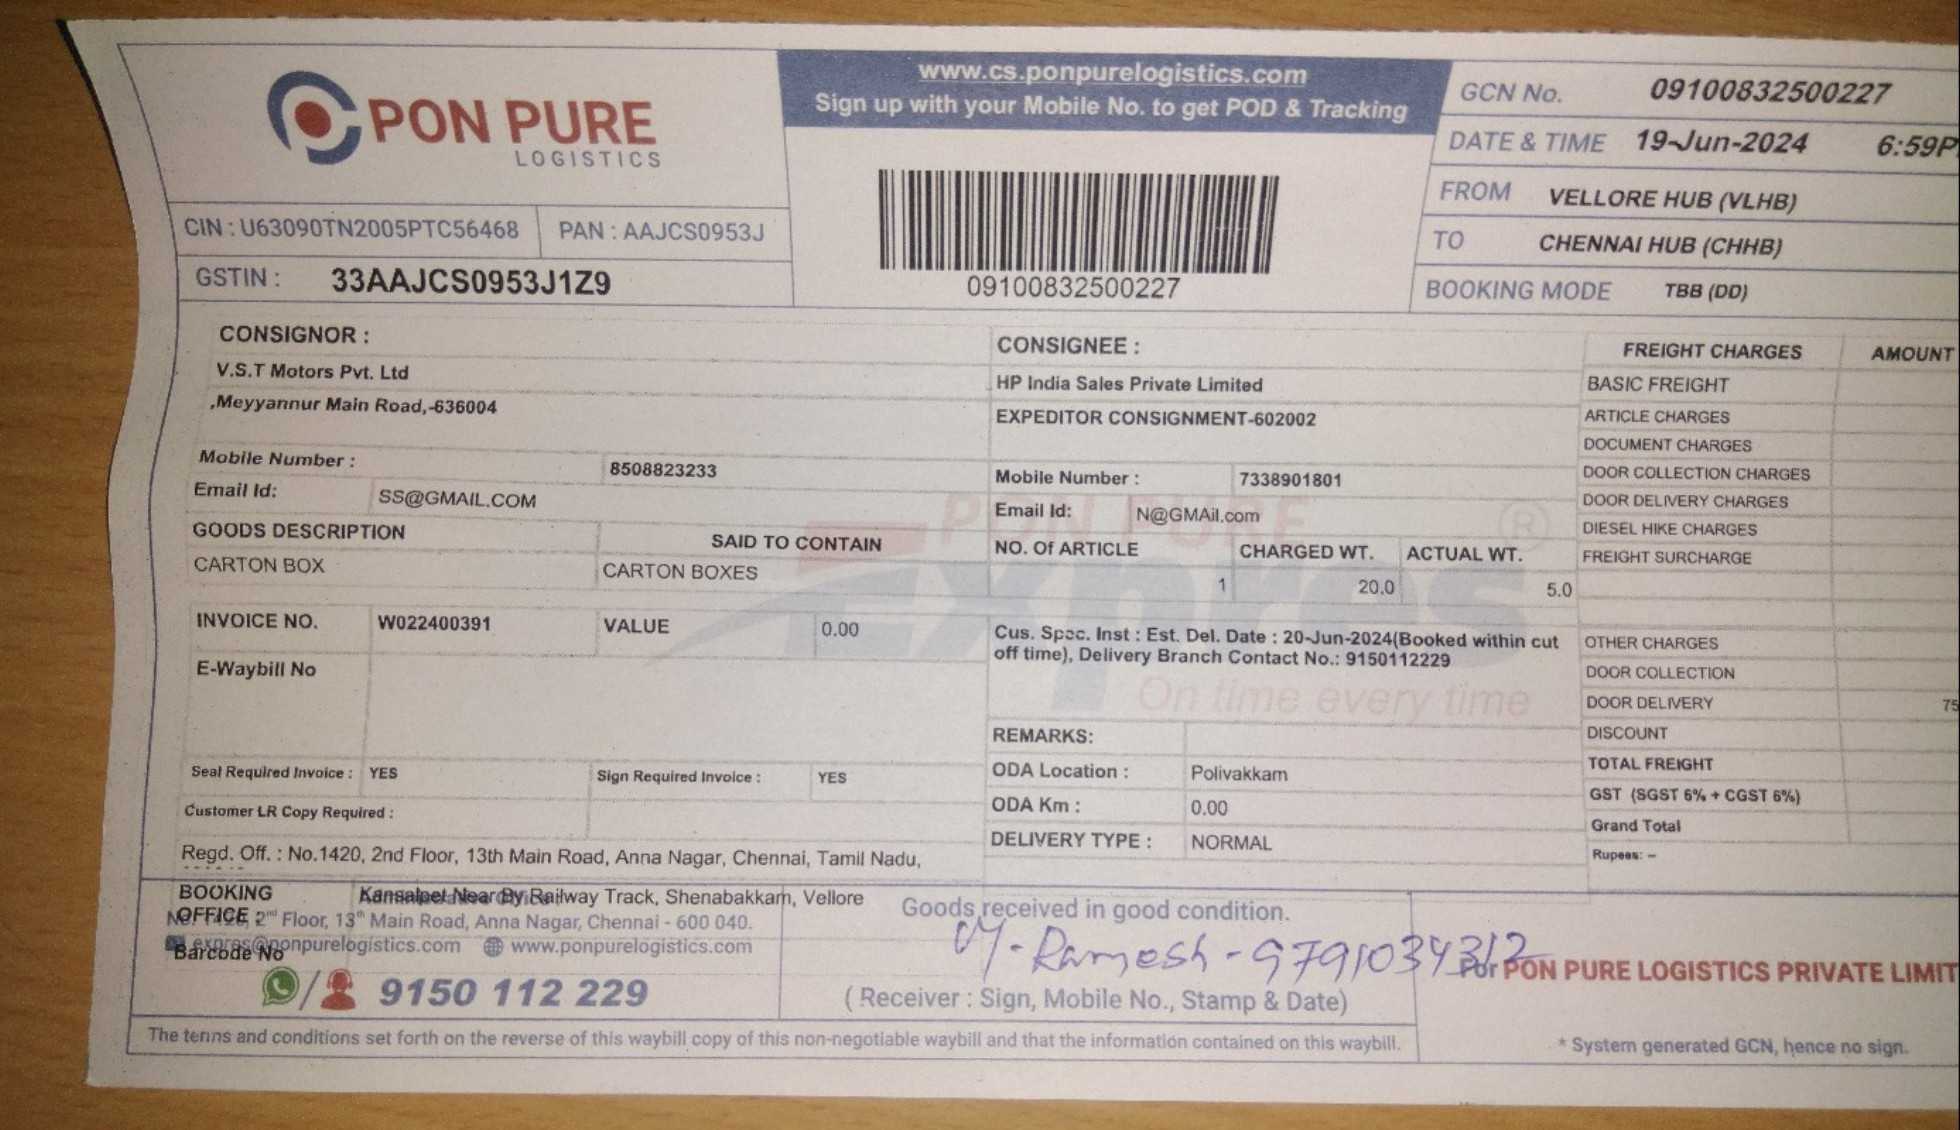 PON PURE
LOGISTICS
www.cs.ponpurelogistics.com
Sign up with your Mobile No. to get POD & Tracking
GCN No. 09100832500227
DATE & TIME 19-Jun-2024 6:59P
FROM VELLORE HUB (VLHB)
TO CHENNAI HUB (CHHB)
BOOKING MODE TBB (DD)
CIN : U63090TN2005PTC56468 PAN : AAJCS0953J
GSTIN : 33AAJCS0953J1Z9
09100832500227
CONSIGNOR :
V.S.T Motors Pvt. Ltd
,Meyyannur Main Road,-636004
Mobile Number : 8508823233
Email Id: SS@GMAIL.COM
CONSIGNEE :
HP India Sales Private Limited
EXPEDITOR CONSIGNMENT-602002
Mobile Number : 7338901801
Email Id: N@GMAil.com
GOODS DESCRIPTION SAID TO CONTAIN
CARTON BOX CARTON BOXES
NO. Of ARTICLE CHARGED WT. ACTUAL WT.
1 20.0 5.0
INVOICE NO. W022400391 VALUE 0.00
E-Waybill No
Cus. Spec. Inst : Est. Del. Date : 20-Jun-2024(Booked within cut
off time), Delivery Branch Contact No.: 9150112229
PON PURE ®
Expres
On time every time
REMARKS:
ODA Location : Polivakkam
ODA Km : 0.00
DELIVERY TYPE : NORMAL
Seal Required Invoice : YES Sign Required Invoice : YES
Customer LR Copy Required :
Regd. Off. : No.1420, 2nd Floor, 13th Main Road, Anna Nagar, Chennai, Tamil Nadu,
FREIGHT CHARGES AMOUNT
BASIC FREIGHT
ARTICLE CHARGES
DOCUMENT CHARGES
DOOR COLLECTION CHARGES
DOOR DELIVERY CHARGES
DIESEL HIKE CHARGES
FREIGHT SURCHARGE
OTHER CHARGES
DOOR COLLECTION
DOOR DELIVERY 75
DISCOUNT
TOTAL FREIGHT
GST (SGST 6% + CGST 6%)
Grand Total
Rupees: –
BOOKING OFFICE : Kansalpet Near By Railway Track, Shenabakkam, Vellore
2nd Floor, 13th Main Road, Anna Nagar, Chennai - 600 040.
expres@ponpurelogistics.com www.ponpurelogistics.com
Barcode No
9150 112 229
Goods received in good condition.
Ramesh - 9791034312
( Receiver : Sign, Mobile No., Stamp & Date)
For PON PURE LOGISTICS PRIVATE LIMIT
The terms and conditions set forth on the reverse of this waybill copy of this non-negotiable waybill and that the information contained on this waybill.
* System generated GCN, hence no sign.